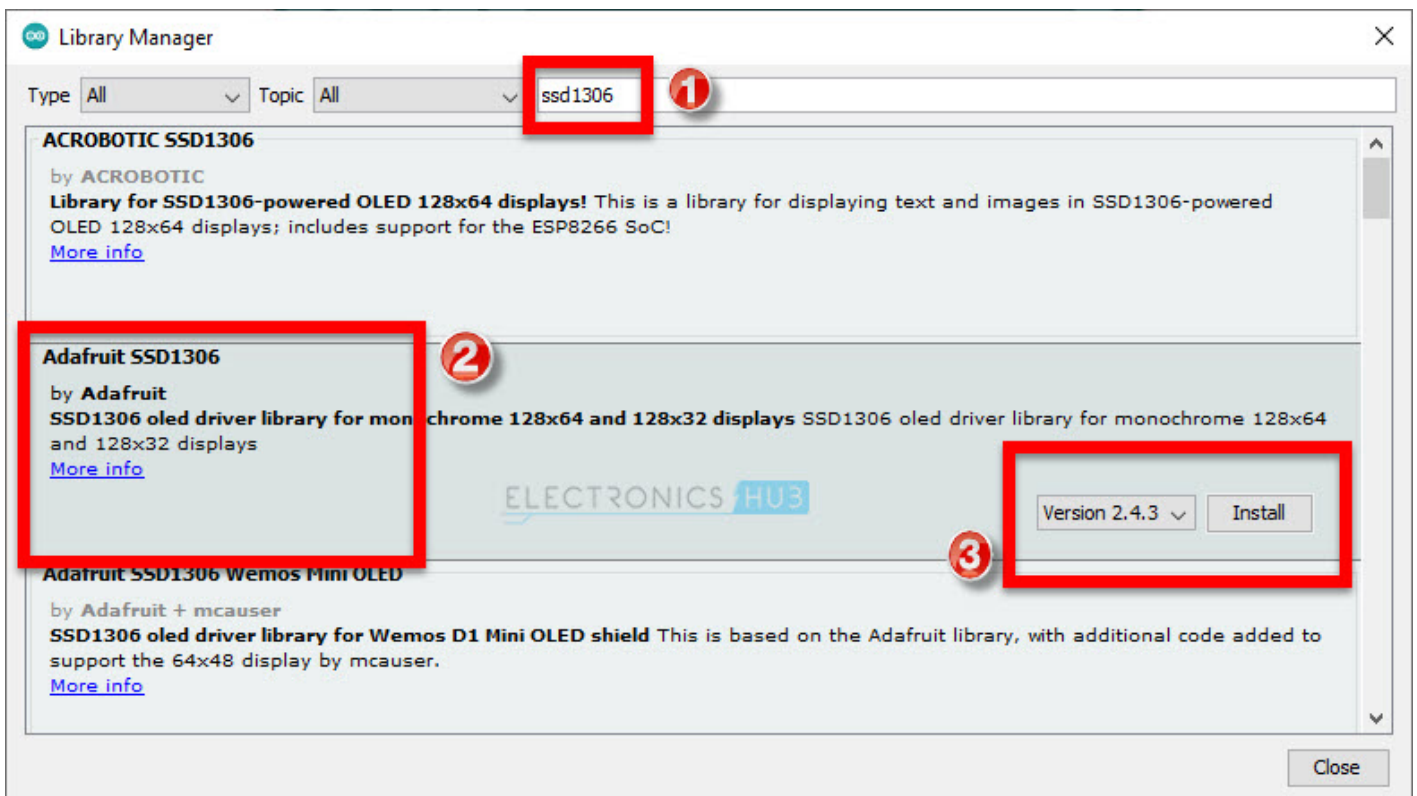 Library Manager
Type All Topic All ssd1306 1
ACROBOTIC SSD1306
by ACROBOTIC
Library for SSD1306-powered OLED 128x64 displays! This is a library for displaying text and images in SSD1306-powered
OLED 128x64 displays; includes support for the ESP8266 SoC!
More info
Adafruit SSD1306
2
by Adafruit
SSD1306 oled driver library for monochrome 128x64 and 128x32 displays SSD1306 oled driver library for monochrome 128x64
and 128x32 displays
More info
ELECTRONICS HUB
Version 2.4.3 Install
3
Adafruit SSD1306 Wemos Mini OLED
by Adafruit + mcauser
SSD1306 oled driver library for Wemos D1 Mini OLED shield This is based on the Adafruit library, with additional code added to
support the 64x48 display by mcauser.
More info
Close